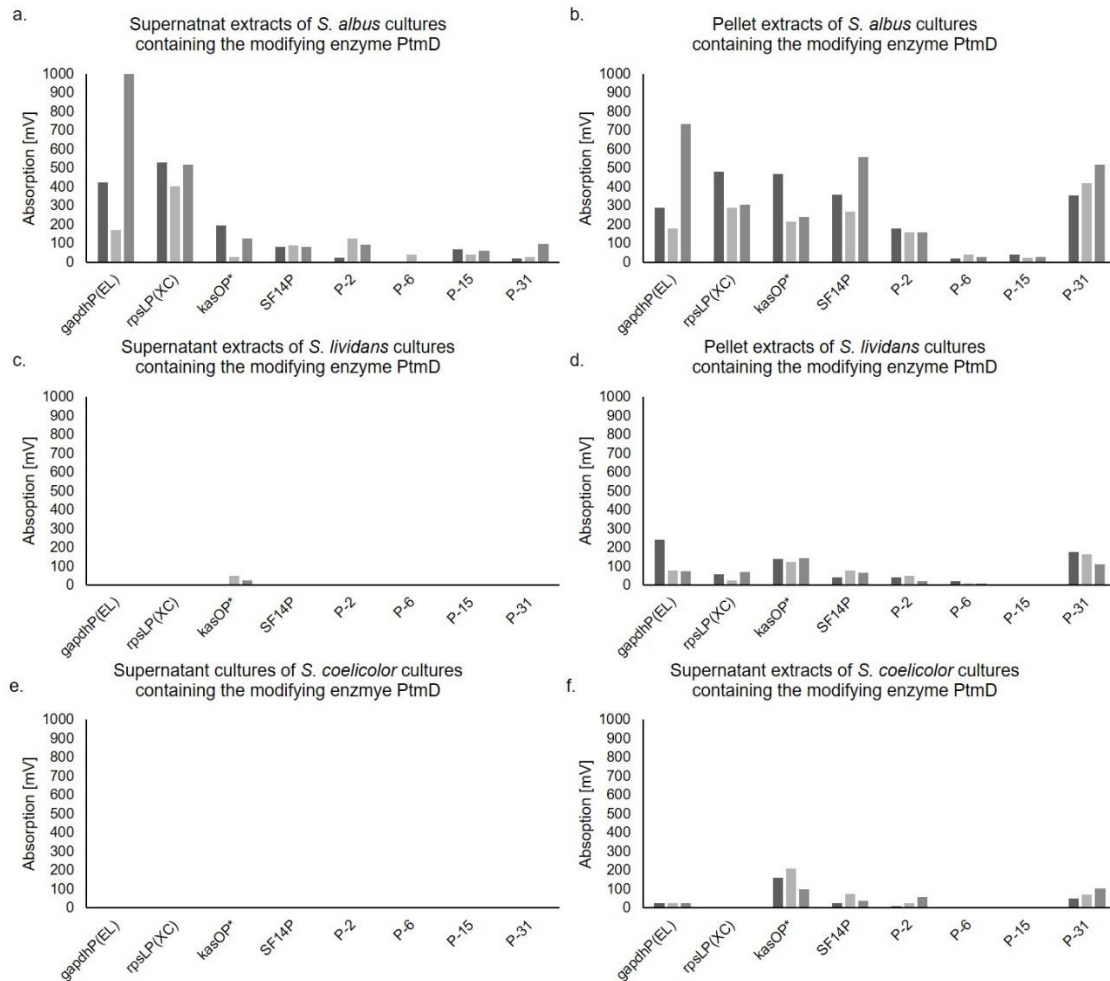 a.
Supernatnat extracts of S. albus cultures
containing the modifying enzyme PtmD
Absorption [mV]
1000
900
800
700
600
500
400
300
200
100
0
gapdhP(EL)
rpsLP(XC)
kasOP*
SF14P
P-2
P-6
P-15
P-31
b.
Pellet extracts of S. albus cultures
containing the modifying enzyme PtmD
Absorption [mV]
1000
900
800
700
600
500
400
300
200
100
0
gapdhP(EL)
rpsLP(XC)
kasOP*
SF14P
P-2
P-6
P-15
P-31
c.
Supernatant extracts of S. lividans cultures
containing the modifying enzyme PtmD
Absoption [mV]
1000
900
800
700
600
500
400
300
200
100
0
gapdhP(EL)
rpsLP(XC)
kasOP*
SF14P
P-2
P-6
P-15
P-31
d.
Pellet extracts of S. lividans cultures
containing the modifying enzyme PtmD
Absoption [mV]
1000
900
800
700
600
500
400
300
200
100
0
gapdhP(EL)
rpsLP(XC)
kasOP*
SF14P
P-2
P-6
P-15
P-31
e.
Supernatant cultures of S. coelicolor cultures
containing the modifying enzmye PtmD
Absorption [mV]
1000
900
800
700
600
500
400
300
200
100
0
gapdhP(EL)
rpsLP(XC)
kasOP*
SF14P
P-2
P-6
P-15
P-31
f.
Supernatant extracts of S. coelicolor cultures
containing the modifying enzyme PtmD
Absorption [mV]
1000
900
800
700
600
500
400
300
200
100
0
gapdhP(EL)
rpsLP(XC)
kasOP*
SF14P
P-2
P-6
P-15
P-31